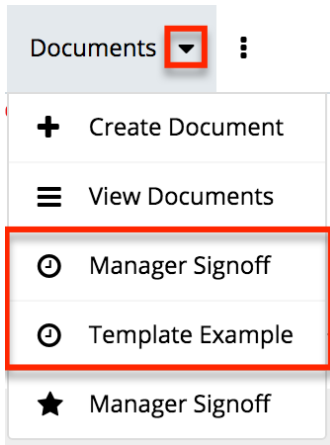 Documents
Create Document
View Documents
Manager Signoff
Template Example
Manager Signoff